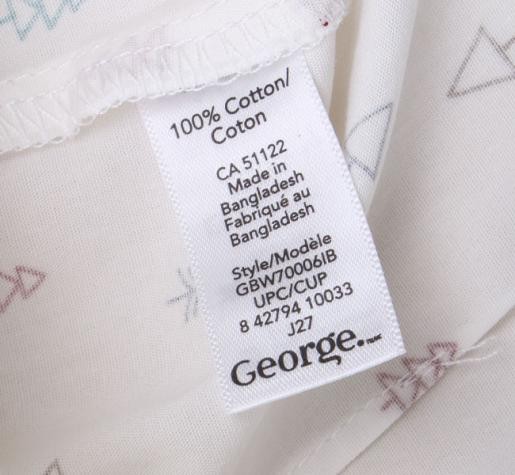 100% Cotton/
Coton
CA 51122
Made in
Bangladesh
Fabriqué au
Bangladesh
Style/Modèle
GBW70006IB
UPC/CUP
8 42794 10033
J27
George.